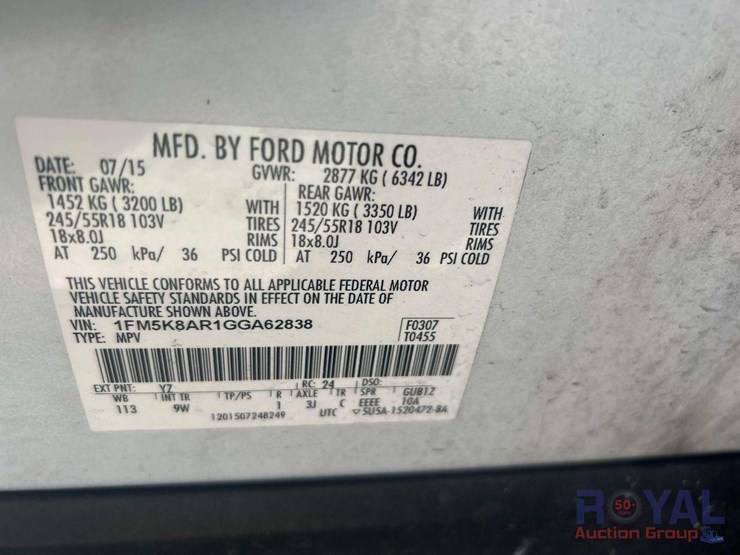 MFD. BY FORD MOTOR CO.
DATE: 07/15 GVWR: 2877 KG ( 6342 LB)
FRONT GAWR: REAR GAWR:
1452 KG ( 3200 LB) WITH 1520 KG ( 3350 LB) WITH
245/55R18 103V TIRES 245/55R18 103V TIRES
18x8.0J RIMS 18x8.0J RIMS
AT 250 kPa/ 36 PSI COLD AT 250 kPa/ 36 PSI COLD
THIS VEHICLE CONFORMS TO ALL APPLICABLE FEDERAL MOTOR
VEHICLE SAFETY STANDARDS IN EFFECT ON THE DATE OF
MANUFACTURE SHOWN ABOVE.
VIN: 1FM5K8AR1GGA62838 F0307
TYPE: MPV T0455
EXT PNT: YZ RC: 24 DSO:
WB INT TR TP/PS R AXLE TR SPR GUB1Z
113 9W 1 3J C EEEE 10A
1201507248249 UTC 5USA-1520472-BA
ROYAL
50+
Auction Group